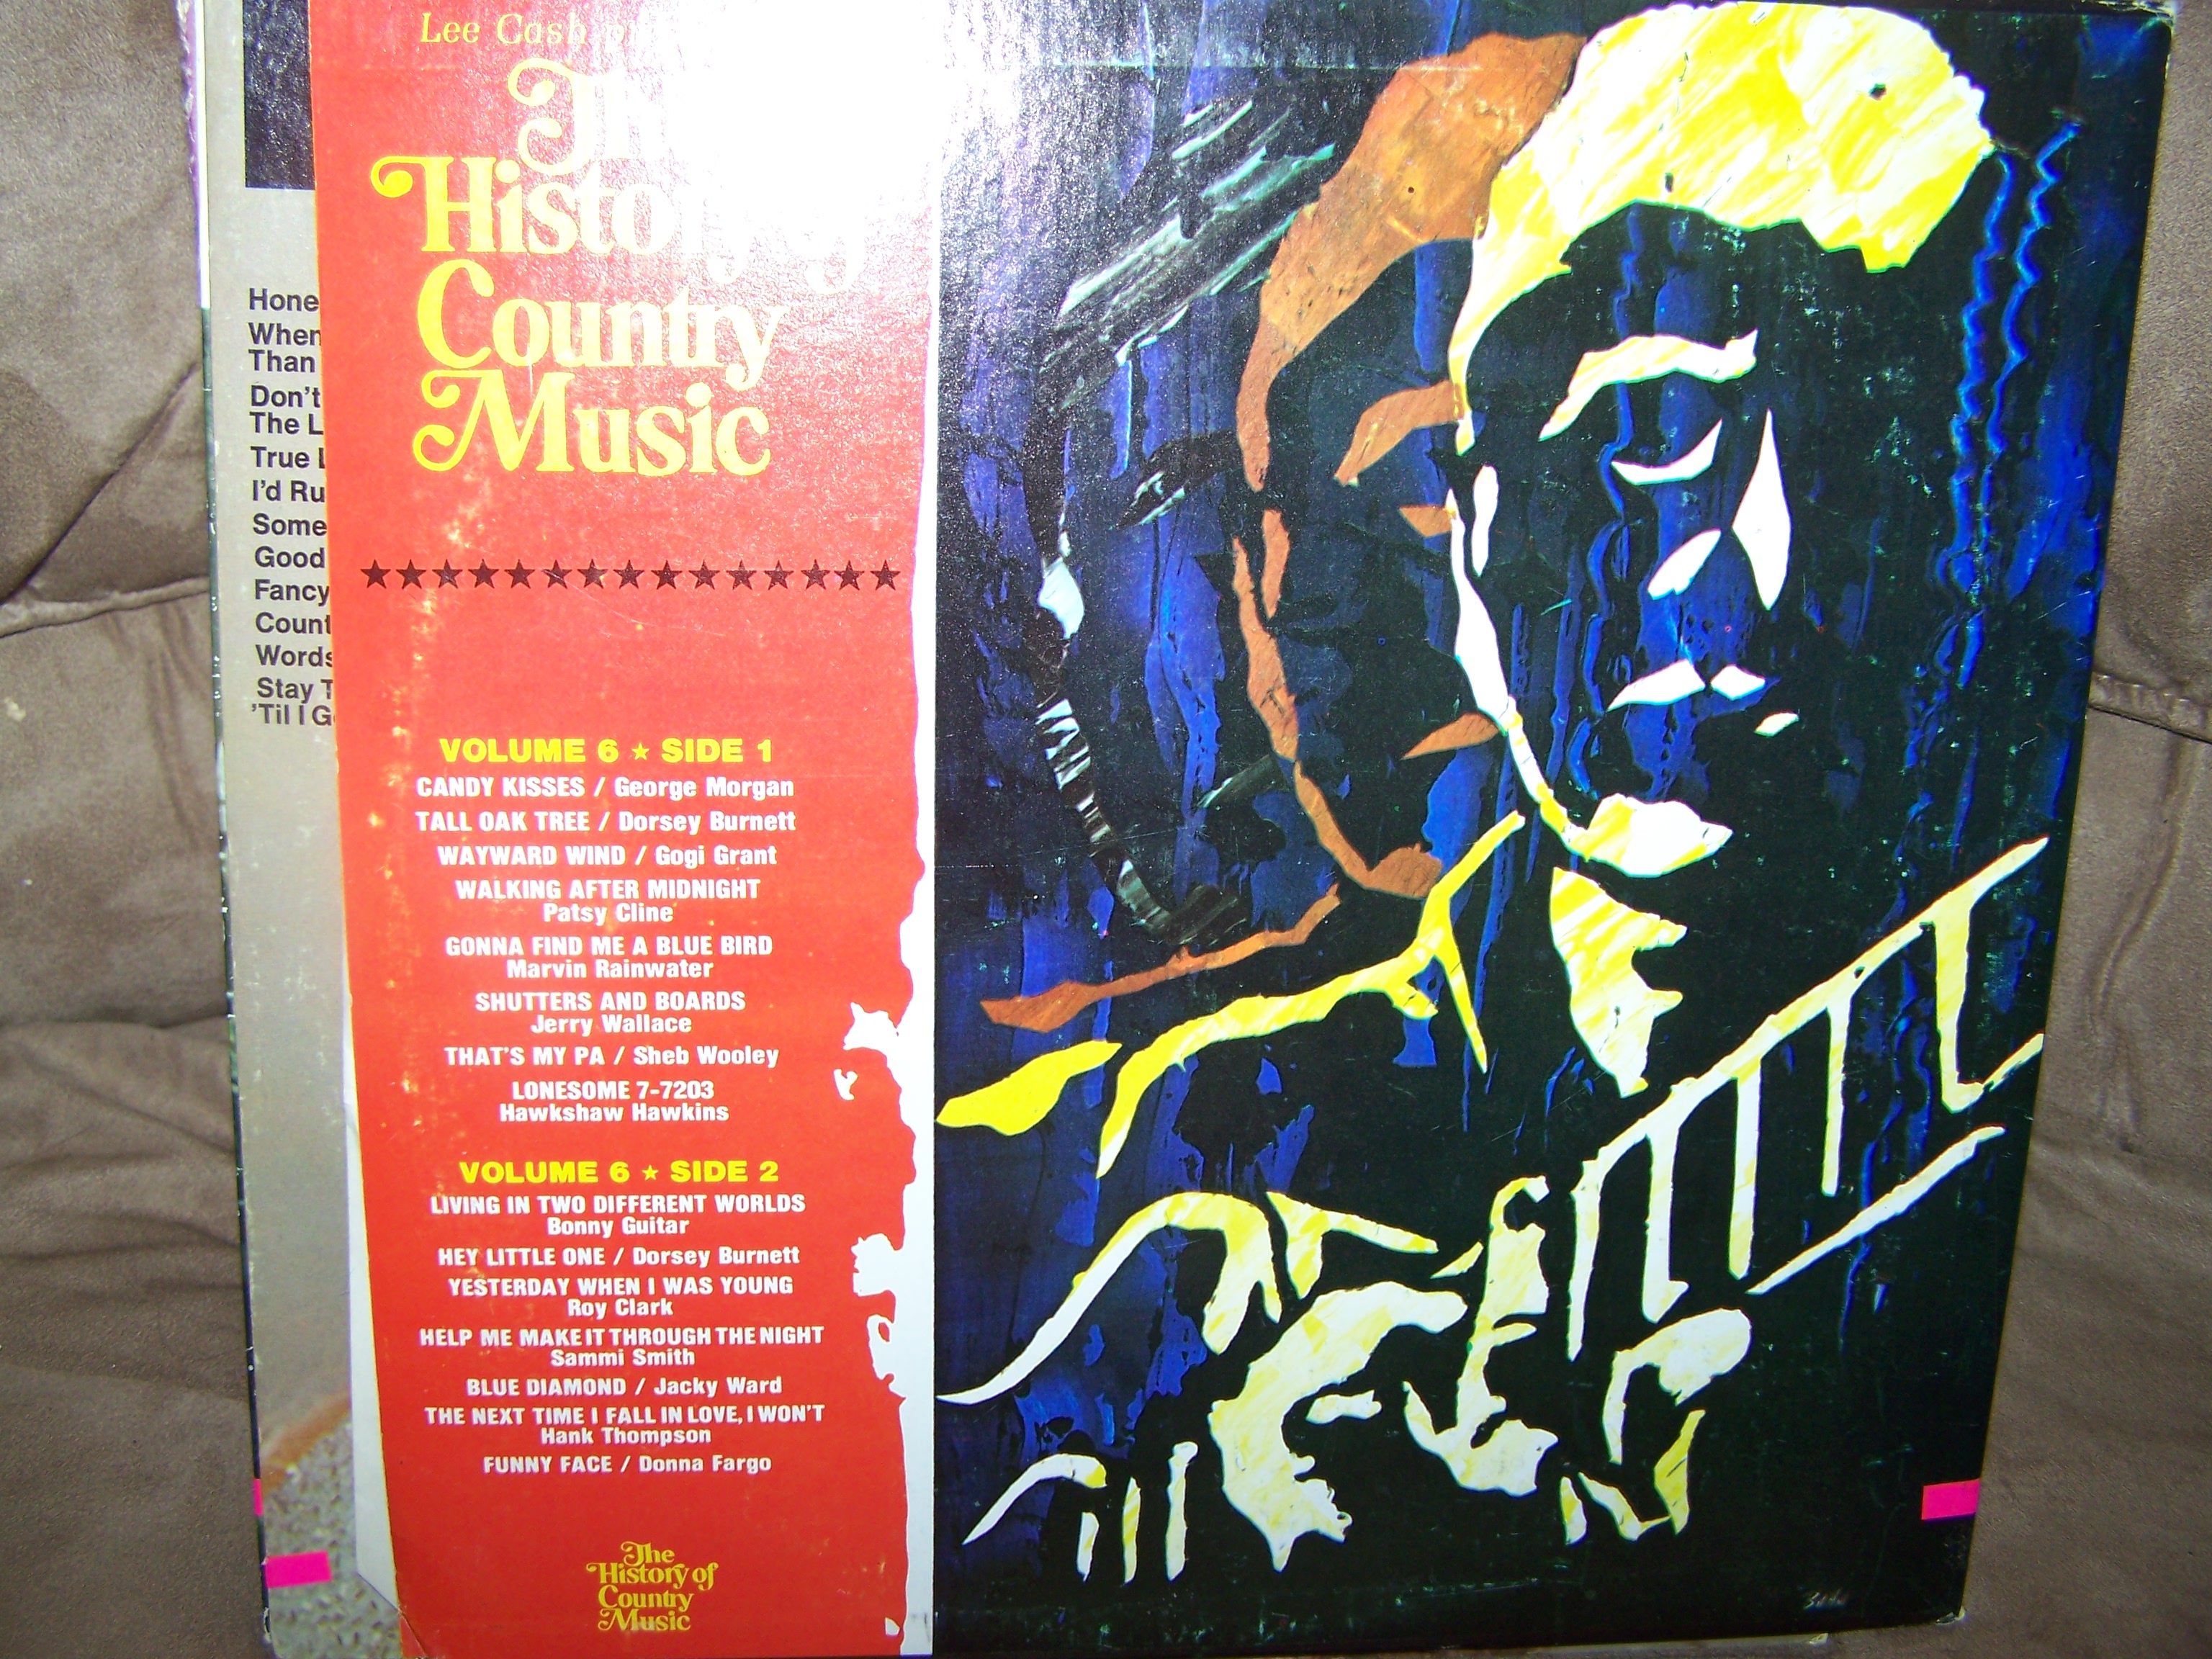 Lee Cash
The
History of
Country
Music
VOLUME 6 ★ SIDE 1
CANDY KISSES / George Morgan
TALL OAK TREE / Dorsey Burnett
WAYWARD WIND / Gogi Grant
WALKING AFTER MIDNIGHT
Patsy Cline
GONNA FIND ME A BLUE BIRD
Marvin Rainwater
SHUTTERS AND BOARDS
Jerry Wallace
THAT'S MY PA / Sheb Wooley
LONESOME 7-7203
Hawkshaw Hawkins
VOLUME 6 ★ SIDE 2
LIVING IN TWO DIFFERENT WORLDS
Bonny Guitar
HEY LITTLE ONE / Dorsey Burnett
YESTERDAY WHEN I WAS YOUNG
Roy Clark
HELP ME MAKE IT THROUGH THE NIGHT
Sammi Smith
BLUE DIAMOND / Jacky Ward
THE NEXT TIME I FALL IN LOVE, I WON'T
Hank Thompson
FUNNY FACE / Donna Fargo
The
History of
Country
Music
Hone
When
Than
Don't
The L
True
I'd Ru
Some
Good
Fancy
Count
Words
Stay T
'Til I G